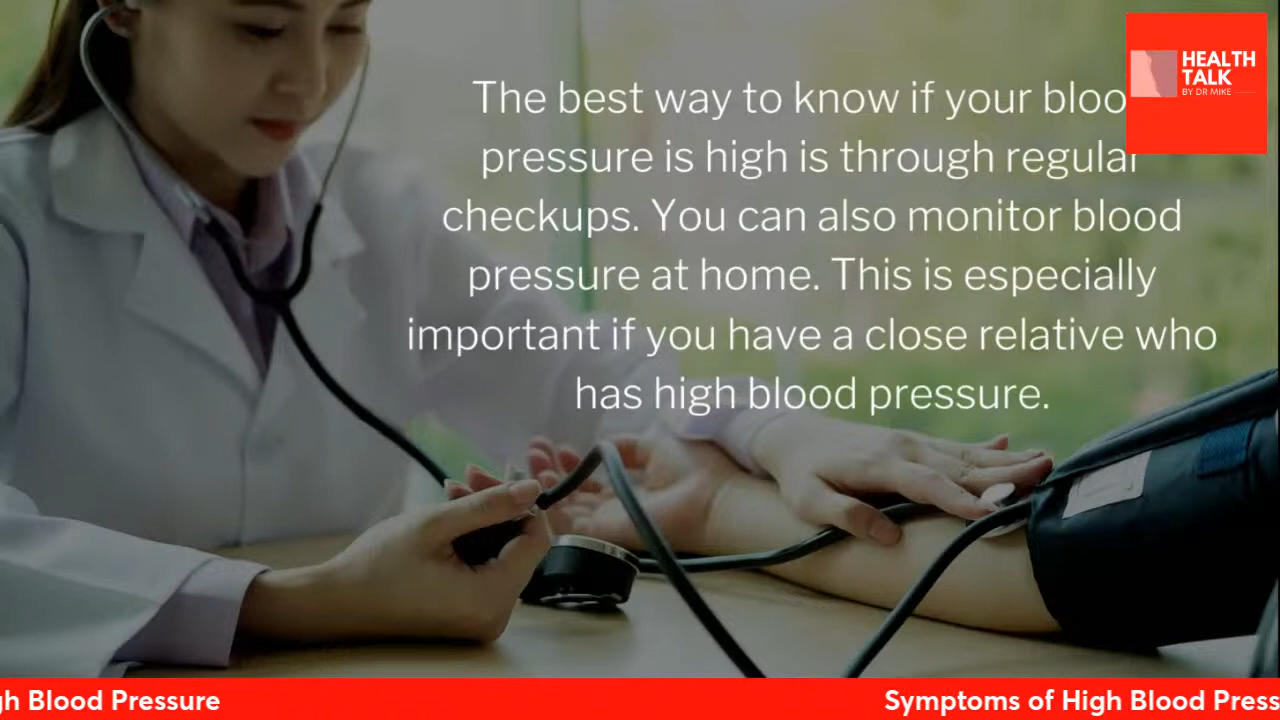 The best way to know if your bloo
pressure is high is through regular
checkups. You can also monitor blood
pressure at home. This is especially
important if you have a close relative who
has high blood pressure.
HEALTH
TALK
BY DR MIKE
gh Blood Pressure
Symptoms of High Blood Press